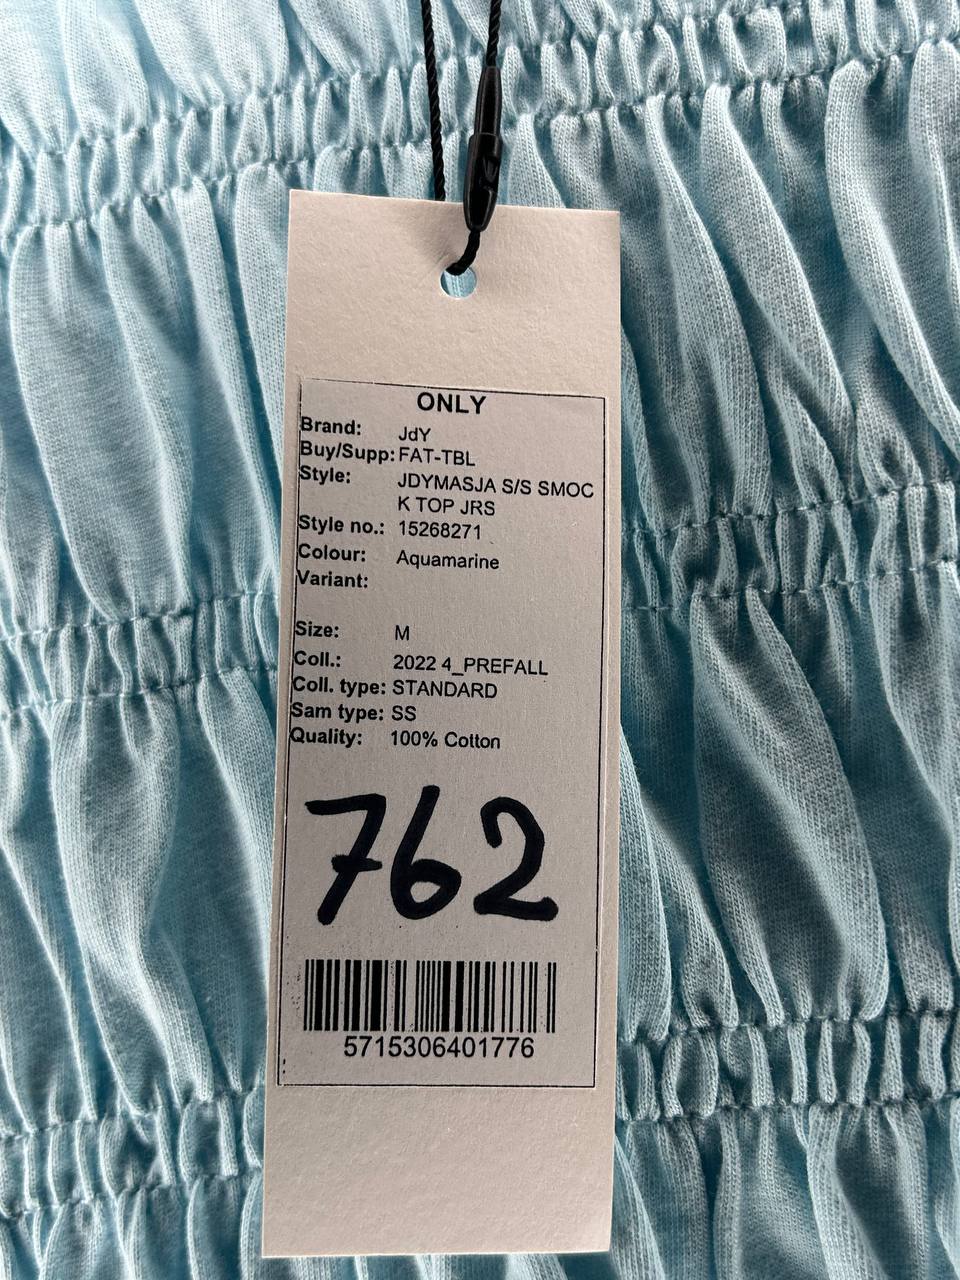 ONLY
Brand: JdY
Buy/Supp: FAT-TBL
Style: JDYMASJA S/S SMOC
K TOP JRS
Style no.: 15268271
Colour: Aquamarine
Variant:
Size: M
Coll.: 2022 4_PREFALL
Coll. type: STANDARD
Sam type: SS
Quality: 100% Cotton
762
5715306401776